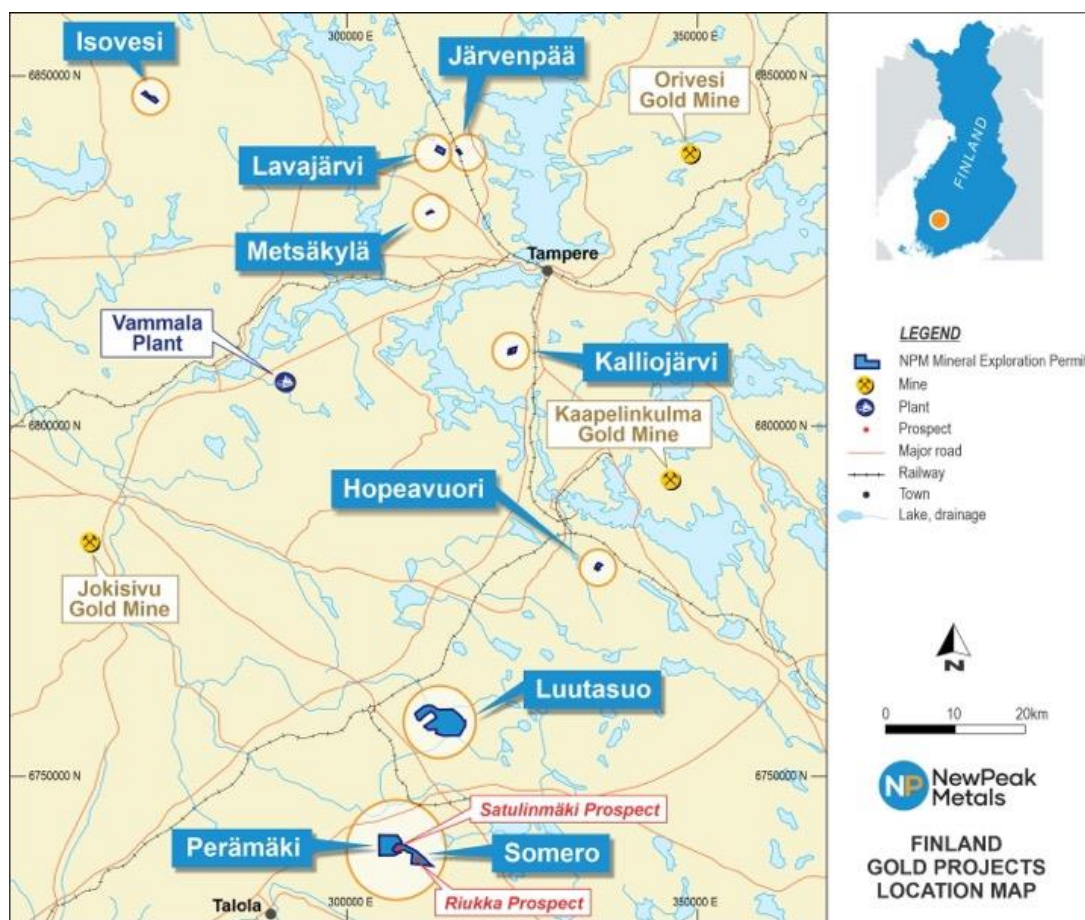 300000 E
350000 E
Isovesi
Järvenpää
6850000 N
6850000 N
Orivesi
Gold Mine
Lavajärvi
Metsäkylä
Tampere
Vammala
Plant
Kalliojärvi
Kaapelinkulma
Gold Mine
6800000 N
6800000 N
Hopeavuori
Jokisivu
Gold Mine
Luutasuo
6750000 N
6750000 N
Satulinmäki Prospect
Perämäki
Somero
Riukka Prospect
Talola
300000 E
350000 E
FINLAND
LEGEND
NPM Mineral Exploration Permit
Mine
Plant
Prospect
Major road
Railway
Town
Lake, drainage
N
0 10 20km
NP NewPeak
Metals
FINLAND
GOLD PROJECTS
LOCATION MAP